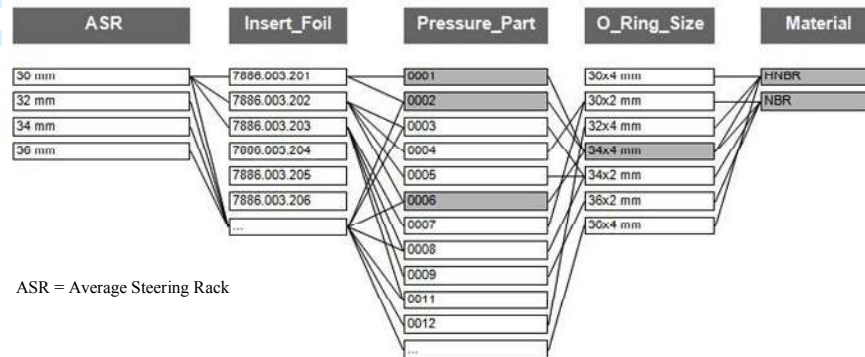 ASR
Insert_Foil
Pressure_Part
O_Ring_Size
Material
30 mm
32 mm
34 mm
36 mm
7886.003.201
7886.003.202
7886.003.203
7886.003.204
7886.003.205
7886.003.206
...
0001
0002
0003
0004
0005
0006
0007
0008
0009
0011
0012
...
30x4 mm
30x2 mm
32x4 mm
34x4 mm
34x2 mm
36x2 mm
HNBR
NBR
ASR = Average Steering Rack